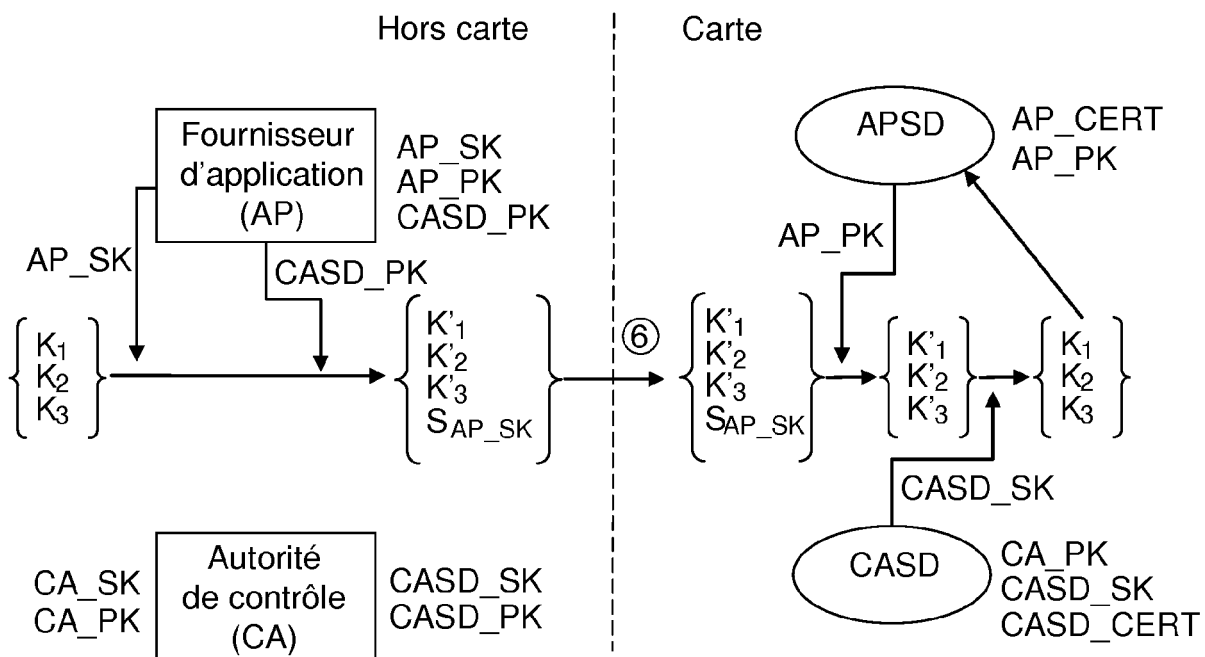 Hors carte
Carte
Fournisseur
d'application
(AP)
AP_SK
AP_PK
CASD_PK
APSD
AP_CERT
AP_PK
AP_SK
CASD_PK
AP_PK
K1
K2
K3
K'1
K'2
K'3
SAP_SK
⑥
K'1
K'2
K'3
SAP_SK
K'1
K'2
K'3
K1
K2
K3
CASD_SK
CA_SK
CA_PK
Autorité
de contrôle
(CA)
CASD_SK
CASD_PK
CASD
CA_PK
CASD_SK
CASD_CERT